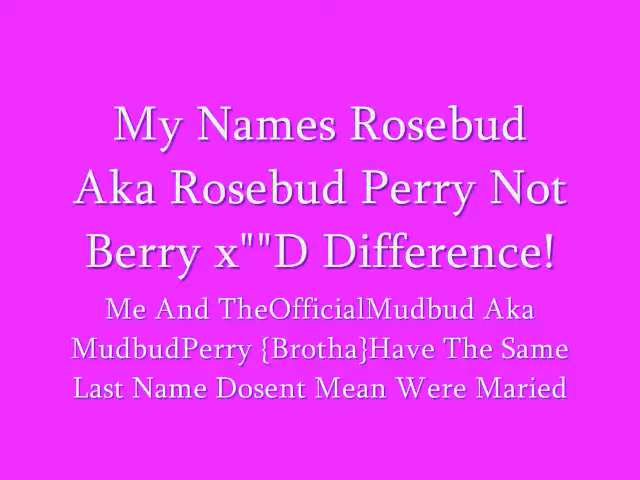 My Names Rosebud
Aka Rosebud Perry Not
Berry x""D Difference!
Me And TheOfficialMudbud Aka
MudbudPerry {Brotha}Have The Same
Last Name Dosent Mean Were Maried